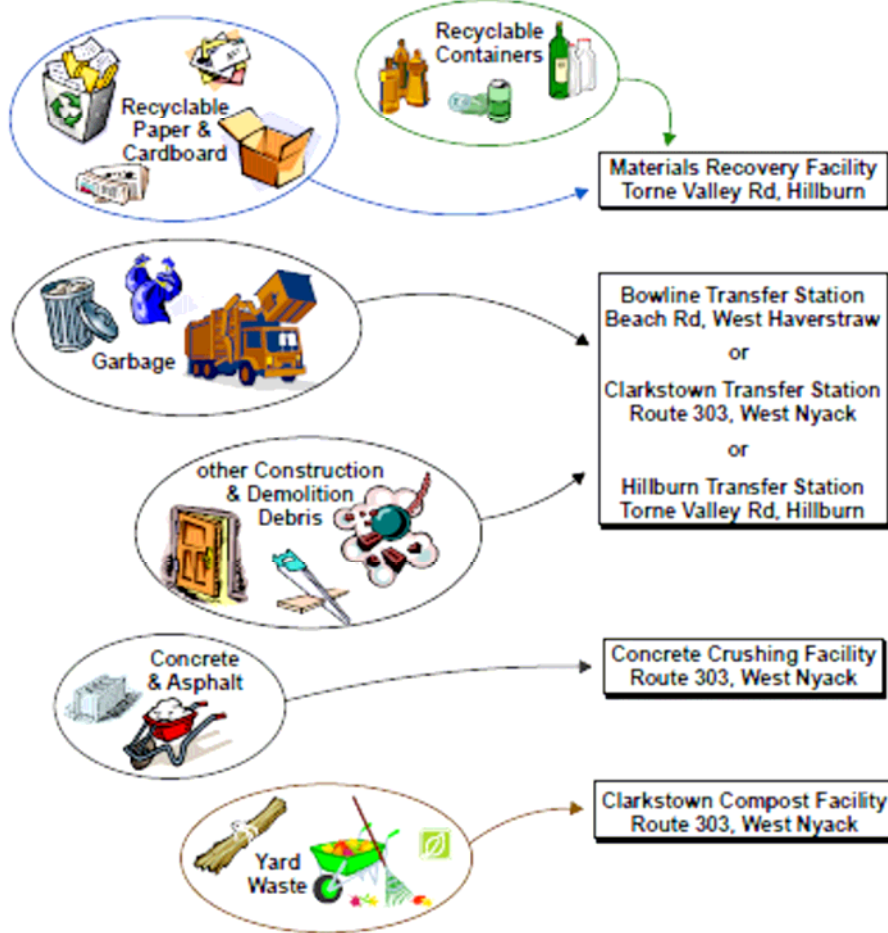 Recyclable
Paper &
Cardboard
Recyclable
Containers
Materials Recovery Facility
Torne Valley Rd, Hillburn
Garbage
Bowline Transfer Station
Beach Rd, West Haverstraw
or
Clarkstown Transfer Station
Route 303, West Nyack
or
Hillburn Transfer Station
Torne Valley Rd, Hillburn
other Construction
& Demolition
Debris
Concrete
& Asphalt
Concrete Crushing Facility
Route 303, West Nyack
Yard
Waste
Clarkstown Compost Facility
Route 303, West Nyack